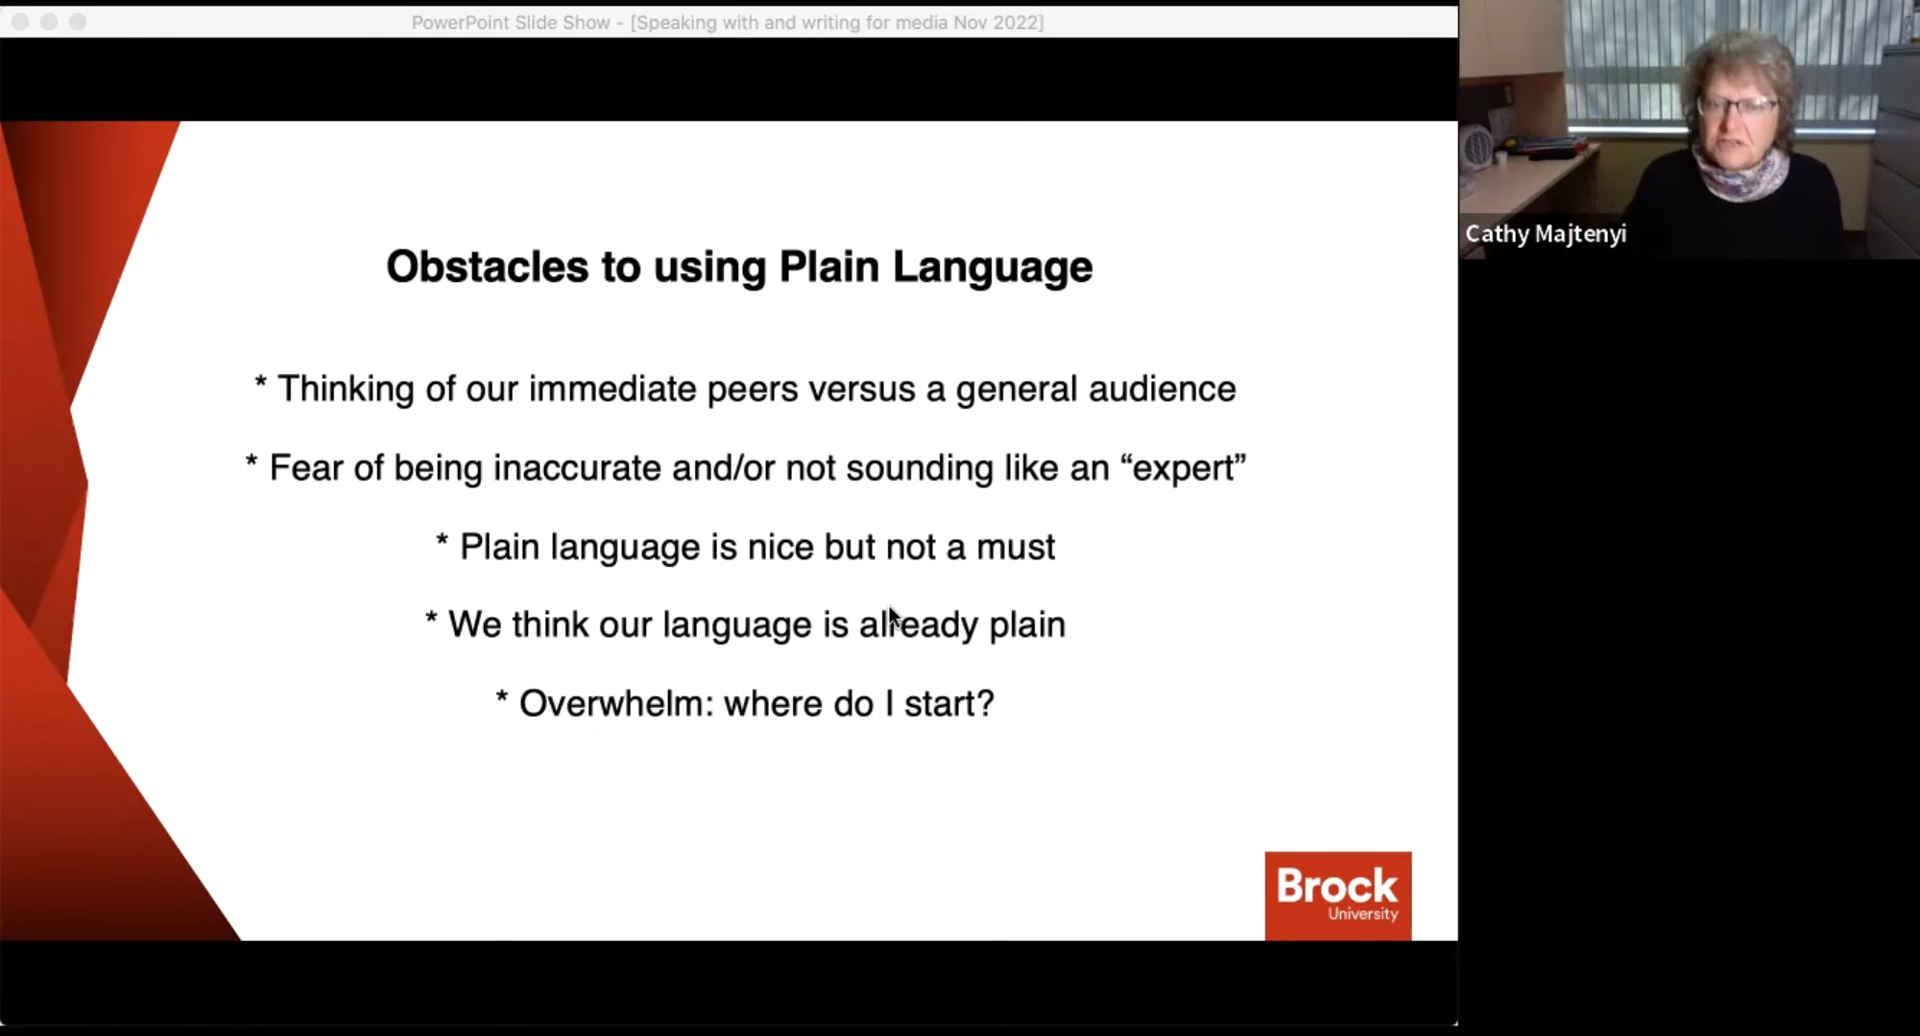 PowerPoint Slide Show - [Speaking with and writing for media Nov 2022]
Obstacles to using Plain Language
* Thinking of our immediate peers versus a general audience
* Fear of being inaccurate and/or not sounding like an “expert”
* Plain language is nice but not a must
* We think our language is already plain
* Overwhelm: where do I start?
Brock
University
Cathy Majtenyi